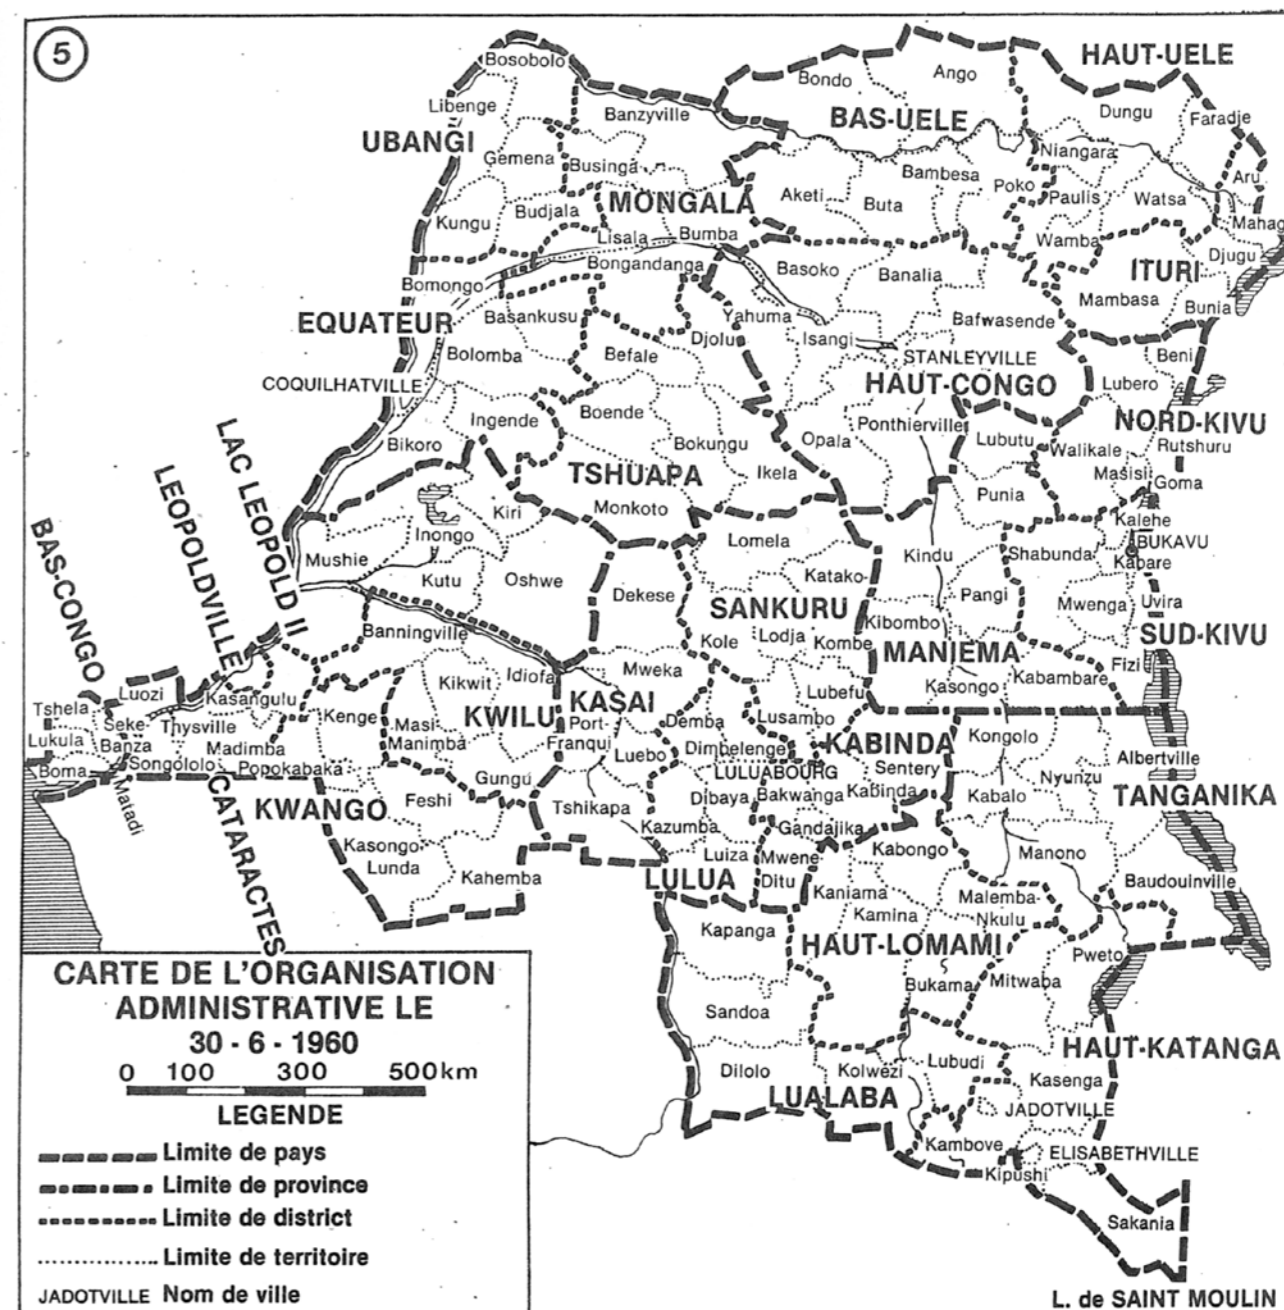 5
HAUT-UELE
Bosobolo
Bondo
Ango
Libenge
Banzyville
BAS-UELE
Dungu
Faradje
UBANGI
Gemena
Businga
Bambesa
Niangara
Aru
Kungu
Budjala
MONGALA
Aketi
Buta
Poko
Paulis
Watsa
Mahag
Lisala
Bumba
Wamba
Djugu
Bomongo
Bongandanga
Basoko
Banalia
ITURI
Mambasa
Bunia
EQUATEUR
Basankusu
Yahuma
Bafwasende
Bolomba
Befale
Djolu
Isangi
STANLEYVILLE
Beni
COQUILHATVILLE
HAUT-CONGO
Lubero
Ingende
Boende
Ponthierville
NORD-KIVU
Bikoro
Bokungu
Opala
Lubutu
Walikale
Rutshuru
LAC LEOPOLD II
TSHUAPA
Ikela
Masisi
Goma
LEOPOLDVILLE
Kiri
Monkoto
Punia
Kalehe
BAS-CONGO
Mushie
Inongo
Lomela
Kindu
Shabunda
BUKAVU
Kabare
Kutu
Oshwe
Dekese
Katako-
Kombe
Pangi
Mwenga
Uvira
SANKURU
Kibombo
Banningville
Kole
Lodja
MANIEMA
SUD-KIVU
Idiofa
Mweka
Fizi
Luozi
Kasangulu
Kikwit
KASAI
Lubefu
Kasongo
Kabambare
Tshela
Seke
Banza
Thysville
Kenge
Masi-
Manimba
KWILU
Port-
Franqui
Demba
Lusambo
Lukula
Madimba
Luebo
Dimbelenge
KABINDA
Kongolo
Albertville
Boma
Songololo
Popokabaka
Gungu
LULUABOURG
Sentery
Nyunzu
Matadi
CATARACTES
KWANGO
Feshi
Tshikapa
Dibaya
Bakwanga
Kabinda
Kabalo
TANGANIKA
Kasongo
Lunda
Kazumba
Gandajika
Kabongo
Manono
Kahemba
Luiza
Mwene-
Ditu
Baudouinville
LULUA
Kaniama
Malemba-
Nkulu
Kapanga
Kamina
HAUT-LOMAMI
Pweto
Bukama
Mitwaba
Sandoa
HAUT-KATANGA
Dilolo
Kolwezi
Lubudi
Kasenga
LUALABA
JADOTVILLE
Kambove
ELISABETHVILLE
Kipushi
Sakania
CARTE DE L'ORGANISATION
ADMINISTRATIVE LE
30 - 6 - 1960
0 100 300 500 km
LEGENDE
Limite de pays
Limite de province
Limite de district
Limite de territoire
JADOTVILLE Nom de ville
L. de SAINT MOULIN